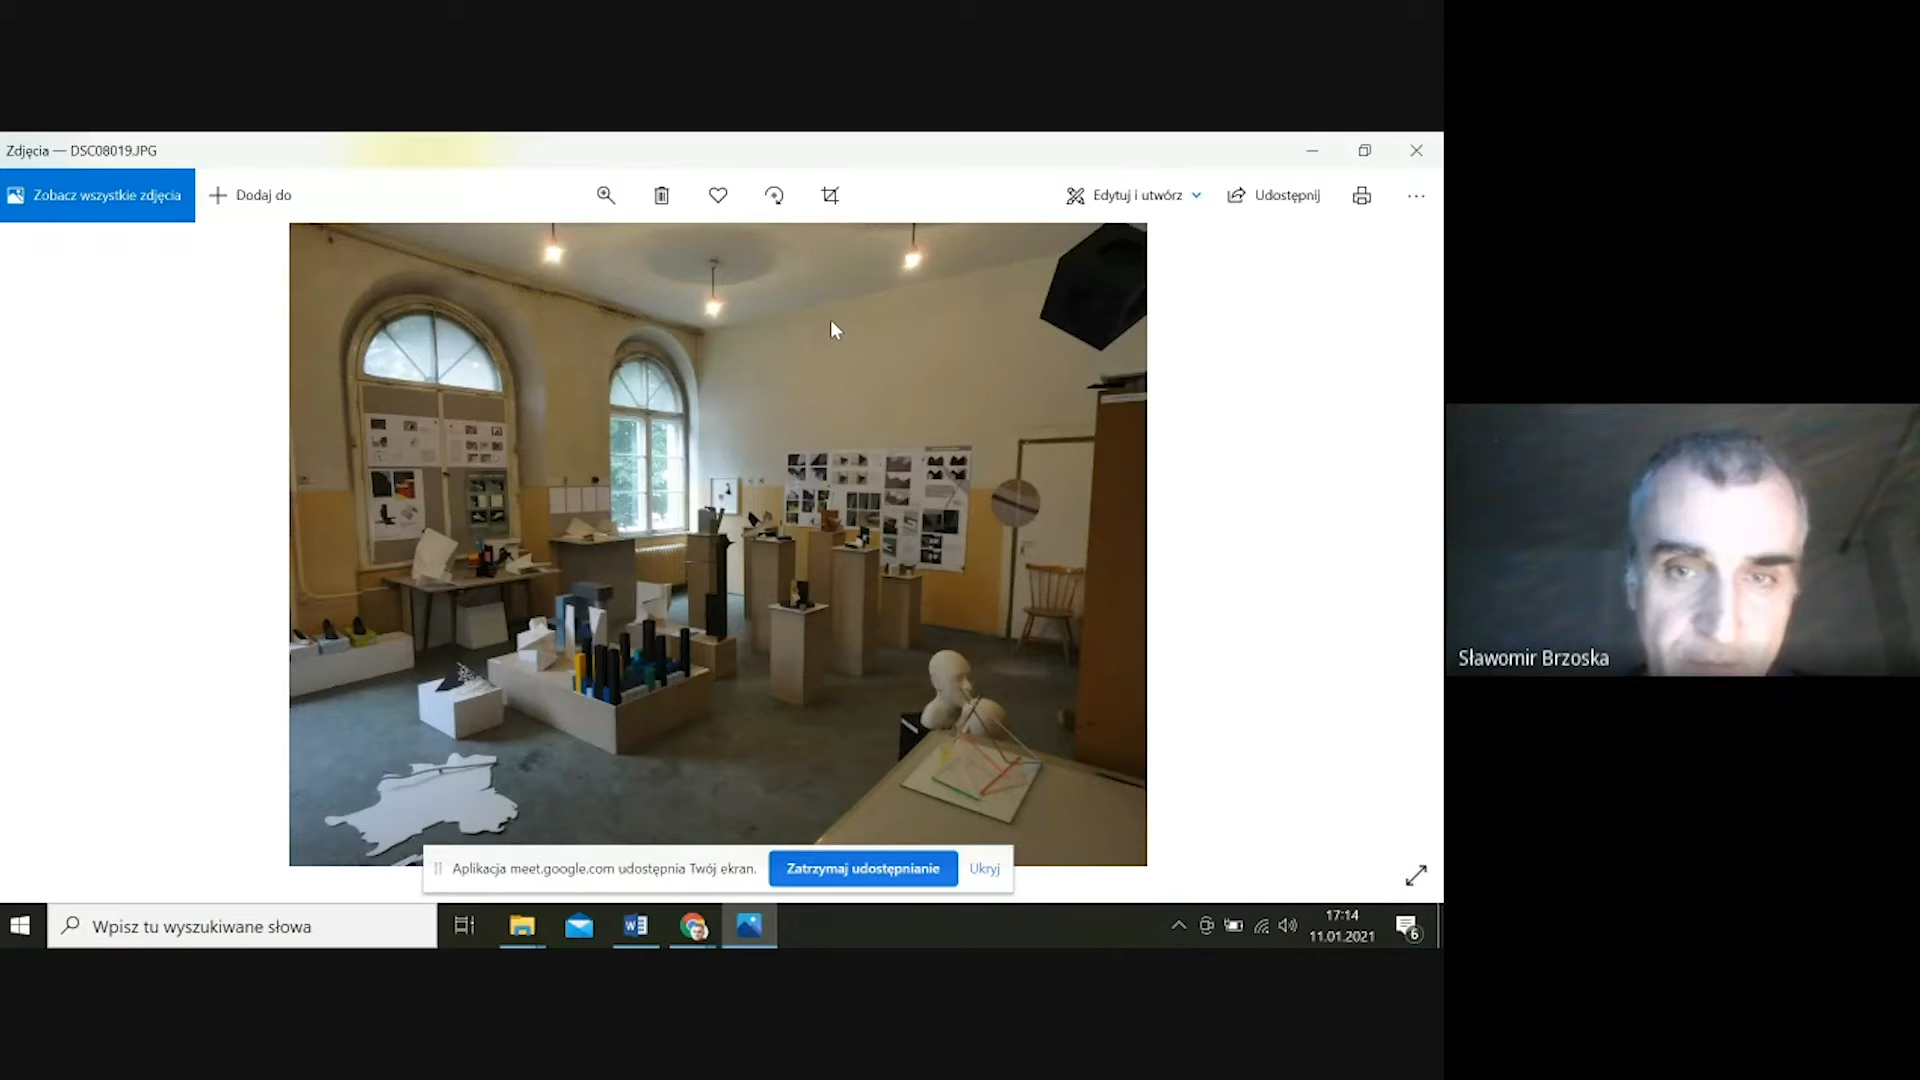 Zdjęcia — DSC08019.JPG
Zobacz wszystkie zdjęcia
Dodaj do
Edytuj i utwórz
Udostępnij
Sławomir Brzoska
Aplikacja meet.google.com udostępnia Twój ekran.
Zatrzymaj udostępnianie
Ukryj
Wpisz tu wyszukiwane słowa
17:14
11.01.2021
6